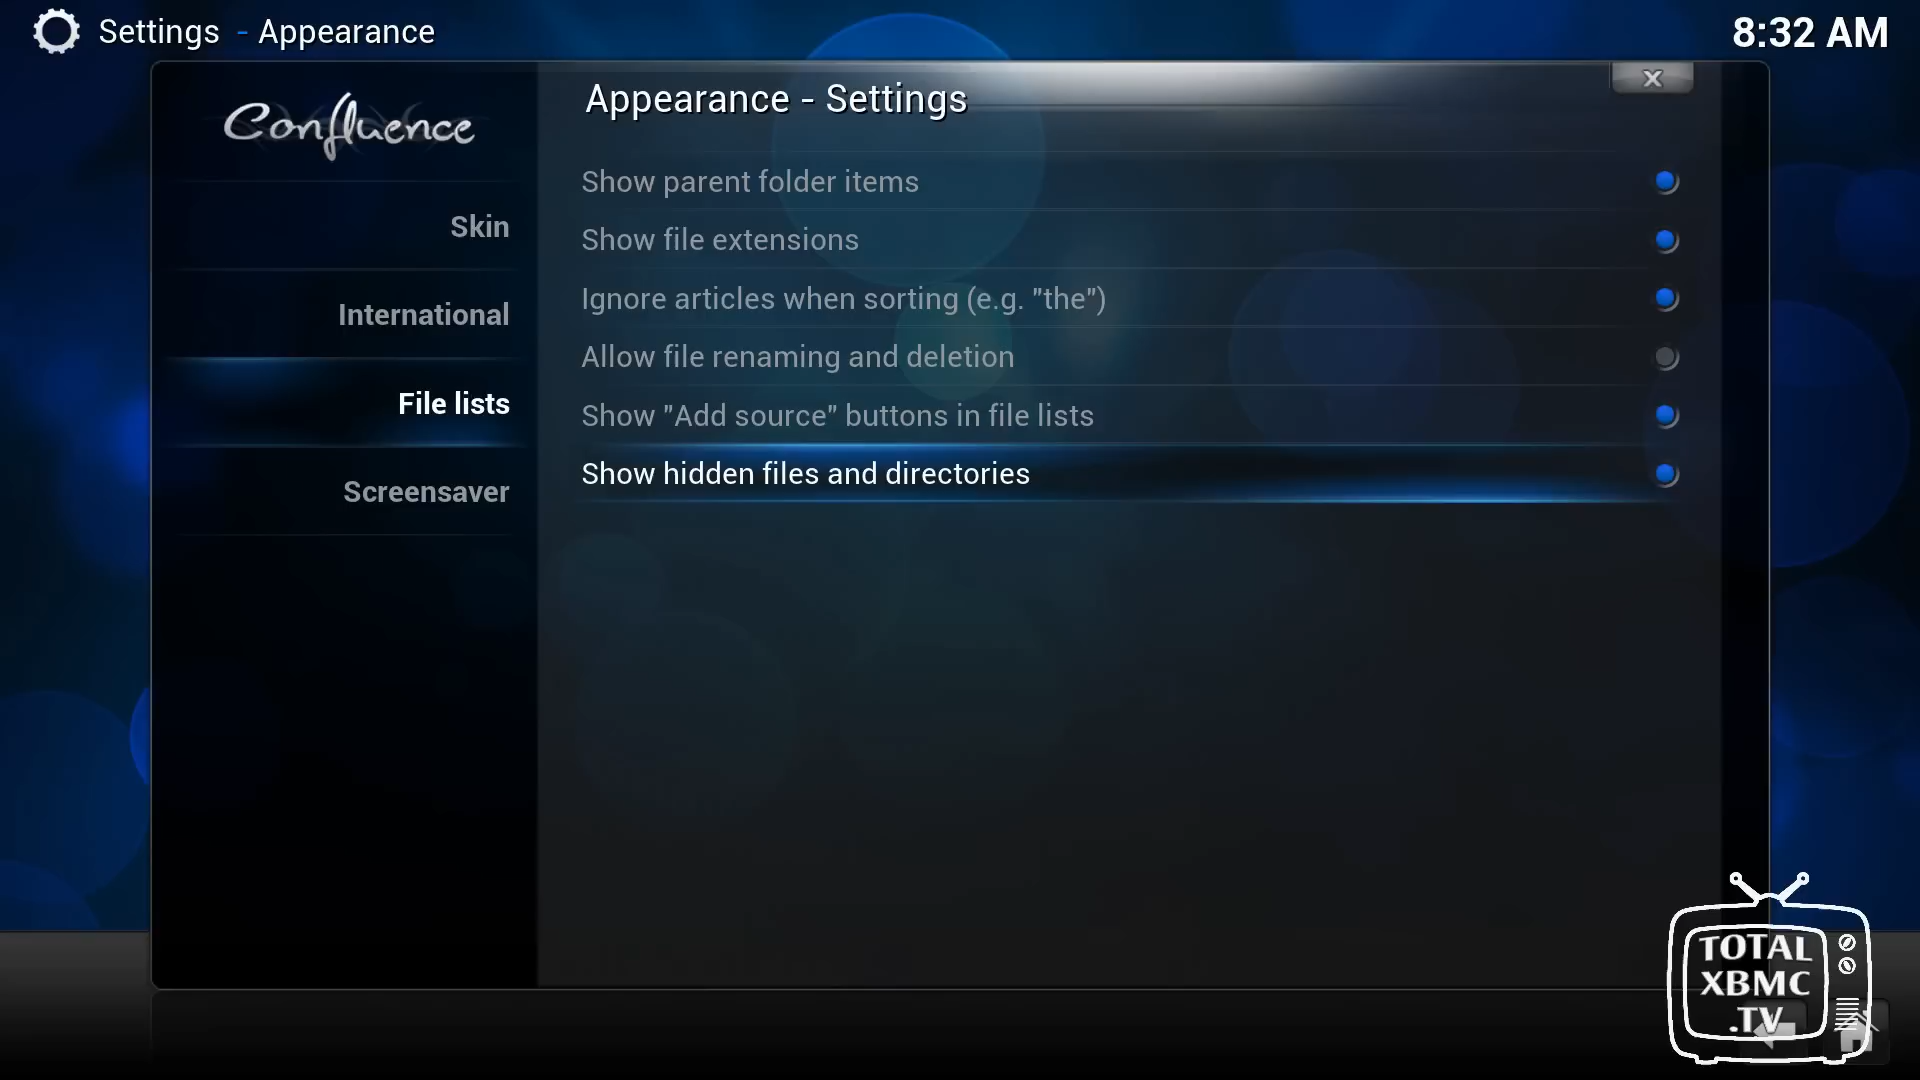 Settings - Appearance
8:32 AM
Confluence
Appearance - Settings
x
Skin
International
File lists
Screensaver
Show parent folder items
Show file extensions
Ignore articles when sorting (e.g. "the")
Allow file renaming and deletion
Show "Add source" buttons in file lists
Show hidden files and directories
TOTAL
XBMC
.TV